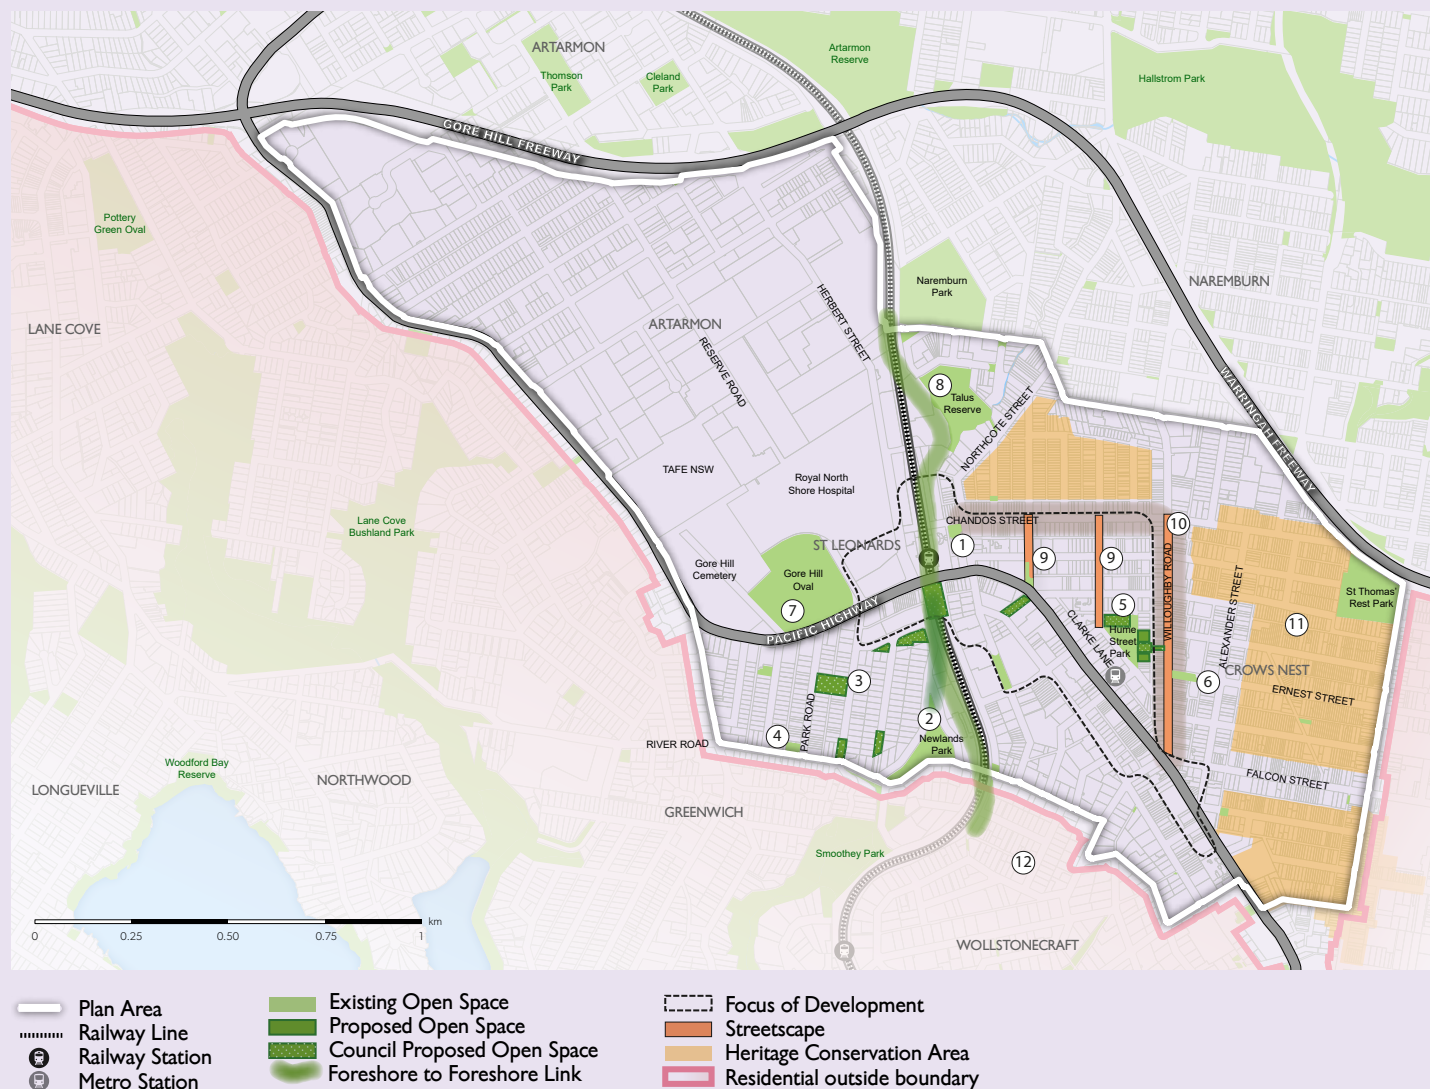 ARTARMON
Artarmon
Reserve
Thomson
Park
Cleland
Park
Hallstrom Park
GORE HILL FREEWAY
Pottery
Green Oval
Naremburn
Park
NAREMBURN
LANE COVE
ARTARMON
HERBERT STREET
RESERVE ROAD
WARRINGAH FREEWAY
8
Talus
Reserve
NORTHCOTE STREET
TAFE NSW
Royal North
Shore Hospital
Lane Cove
Bushland Park
CHANDOS STREET
10
ST LEONARDS
1
9
9
Gore Hill
Cemetery
Gore Hill
Oval
7
PACIFIC HIGHWAY
WILLOUGHBY ROAD
ALEXANDER STREET
St Thomas'
Rest Park
5
Hume
Street
Park
CLARKE LANE
11
CROWS NEST
6
ERNEST STREET
3
PARK ROAD
2
4
Newlands
Park
RIVER ROAD
Woodford Bay
Reserve
NORTHWOOD
LONGUEVILLE
FALCON STREET
GREENWICH
Smoothey Park
12
WOLLSTONECRAFT
km
0
0.25
0.50
0.75
1
Plan Area
Railway Line
Railway Station
Metro Station
Existing Open Space
Proposed Open Space
Council Proposed Open Space
Foreshore to Foreshore Link
Focus of Development
Streetscape
Heritage Conservation Area
Residential outside boundary